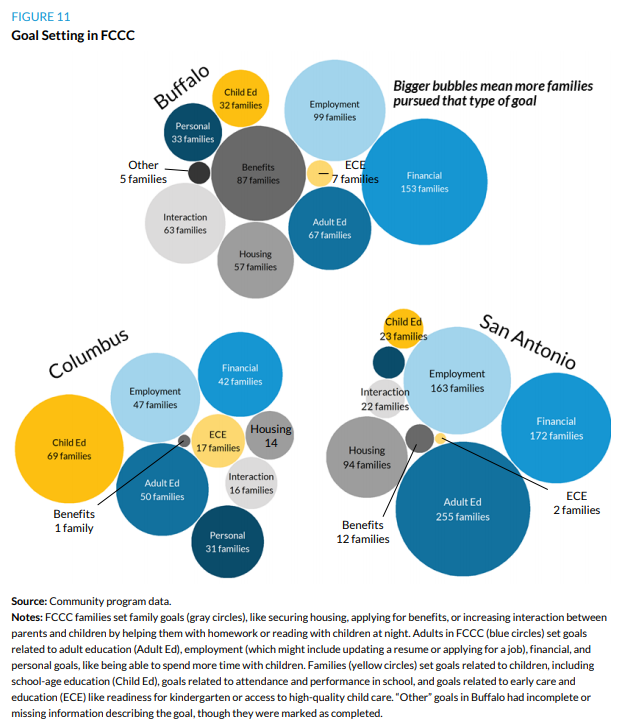 FIGURE 11
Goal Setting in FCCC
Buffalo
Bigger bubbles mean more families
pursued that type of goal
Child Ed
32 families
Employment
99 families
Personal
33 families
Other
5 families
Benefits
87 families
ECE
7 families
Financial
153 families
Interaction
63 families
Adult Ed
67 families
Housing
57 families
Columbus
Financial
42 families
Employment
47 families
Child Ed
69 families
ECE
17 families
Housing
14
Adult Ed
50 families
Interaction
16 families
Benefits
1 family
Personal
31 families
San Antonio
Child Ed
23 families
Employment
163 families
Interaction
22 families
Financial
172 families
Housing
94 families
Adult Ed
255 families
ECE
2 families
Benefits
12 families
Source: Community program data.
Notes: FCCC families set family goals (gray circles), like securing housing, applying for benefits, or increasing interaction between
parents and children by helping them with homework or reading with children at night. Adults in FCCC (blue circles) set goals
related to adult education (Adult Ed), employment (which might include updating a resume or applying for a job), financial, and
personal goals, like being able to spend more time with children. Families (yellow circles) set goals related to children, including
school-age education (Child Ed), goals related to attendance and performance in school, and goals related to early care and
education (ECE) like readiness for kindergarten or access to high-quality child care. “Other” goals in Buffalo had incomplete or
missing information describing the goal, though they were marked as completed.